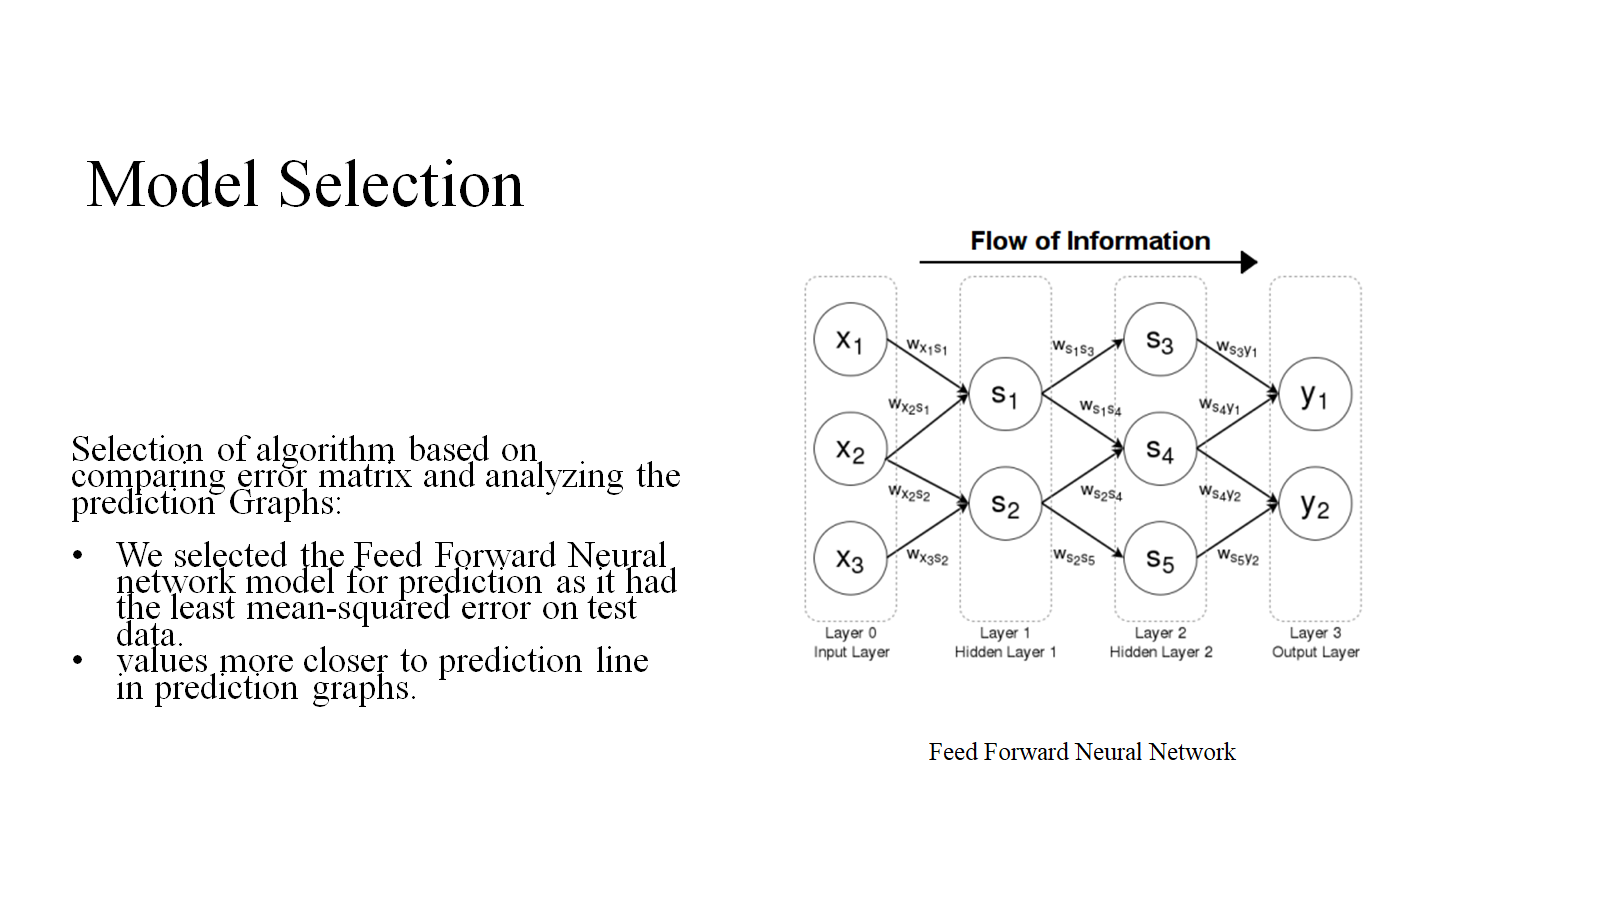 Model Selection
Selection of algorithm based on
comparing error matrix and analyzing the
prediction Graphs:
• We selected the Feed Forward Neural
network model for prediction as it had
the least mean-squared error on test
data.
• values more closer to prediction line
in prediction graphs.
Flow of Information
x1
x2
x3
wx1s1
wx2s1
wx2s2
wx3s2
s1
s2
ws1s3
ws1s4
ws2s4
ws2s5
s3
s4
s5
ws3y1
ws4y1
ws4y2
ws5y2
y1
y2
Layer 0
Input Layer
Layer 1
Hidden Layer 1
Layer 2
Hidden Layer 2
Layer 3
Output Layer
Feed Forward Neural Network